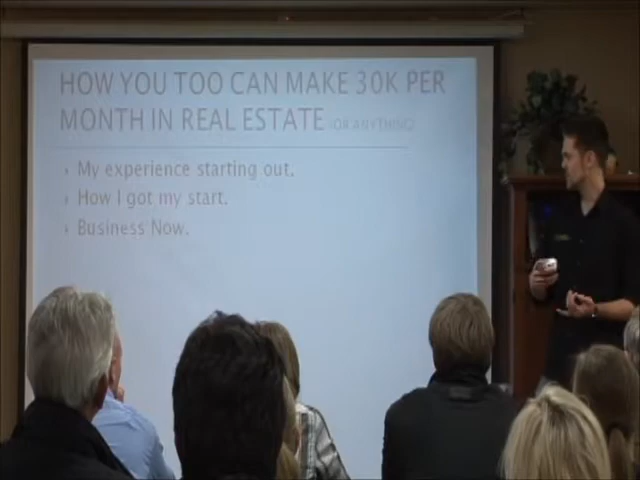 HOW YOU TOO CAN MAKE 30K PER
MONTH IN REAL ESTATE (OR ANYTHING)
My experience starting out.
How I got my start.
Business Now.